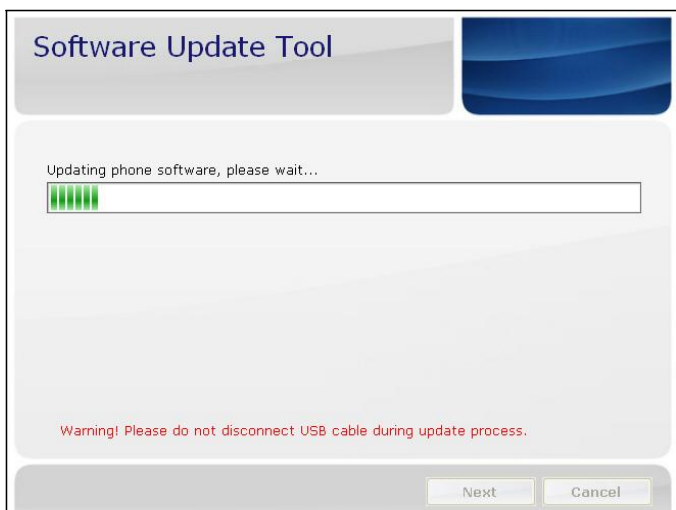 Software Update Tool
Updating phone software, please wait...
Warning! Please do not disconnect USB cable during update process.
Next Cancel